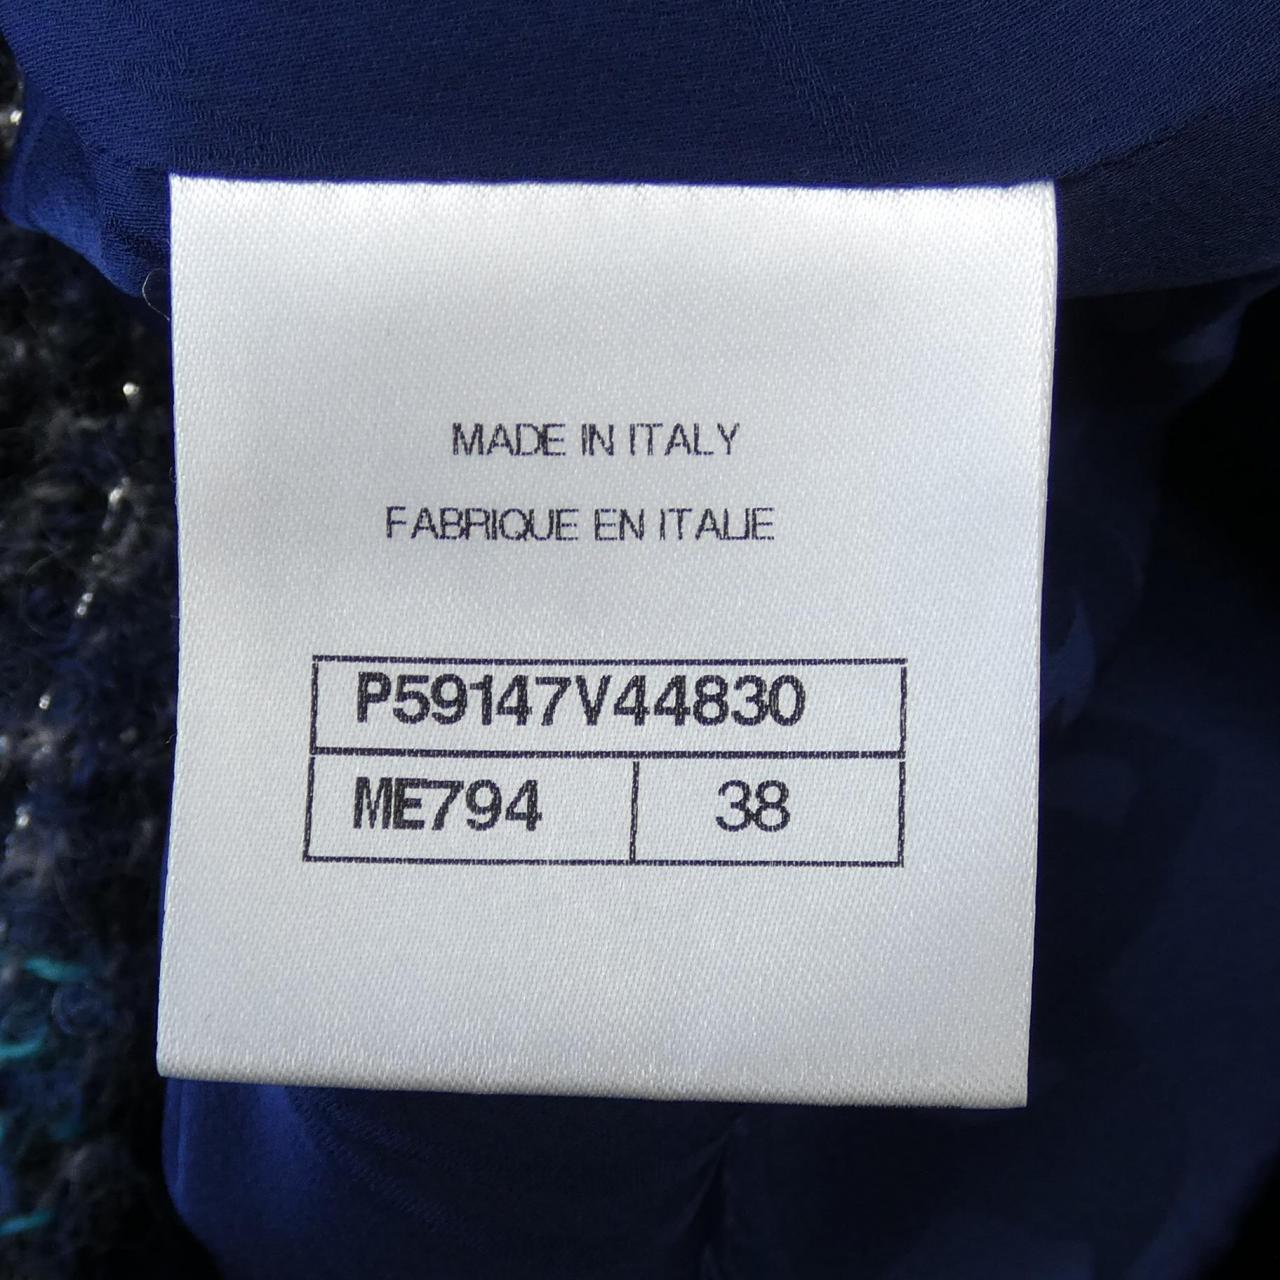 MADE IN ITALY
FABRIQUE EN ITALIE
P59147V44830
ME794 38